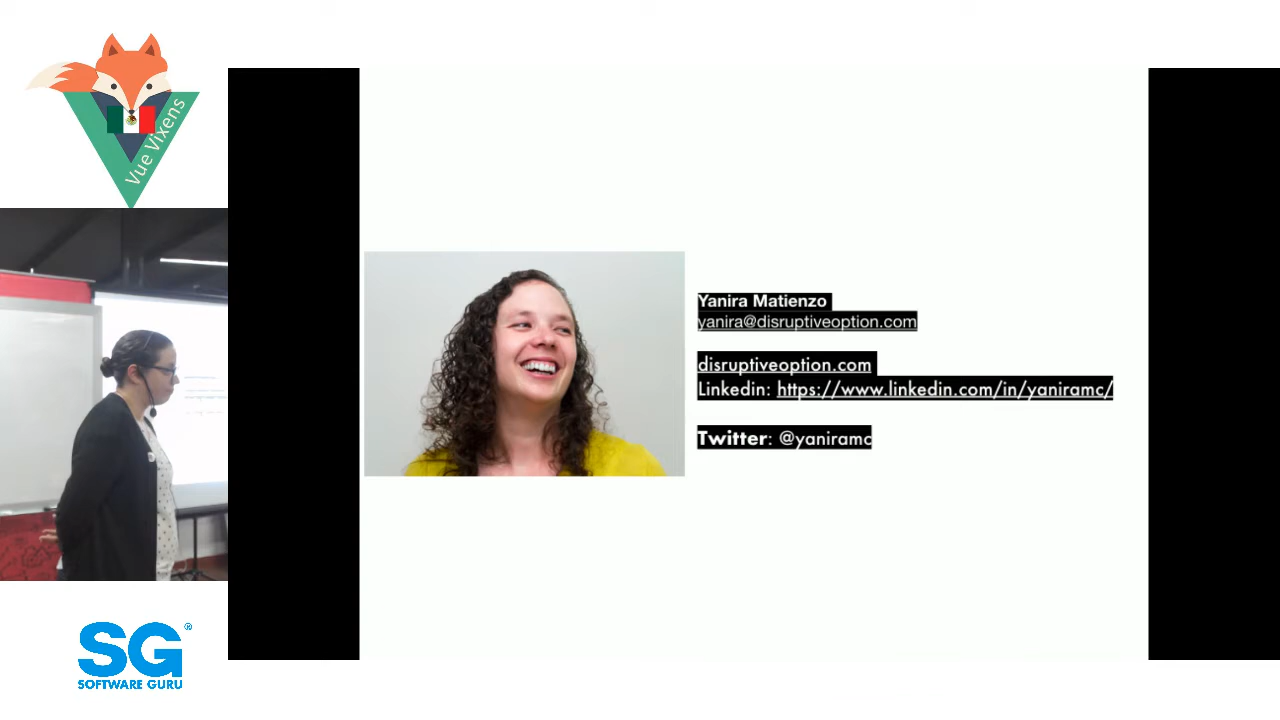 Vue Vixens
Yanira Matienzo
yanira@disruptiveoption.com
disruptiveoption.com
Linkedin: https://www.linkedin.com/in/yaniramc/
Twitter: @yaniramc
SG®
SOFTWARE GURU